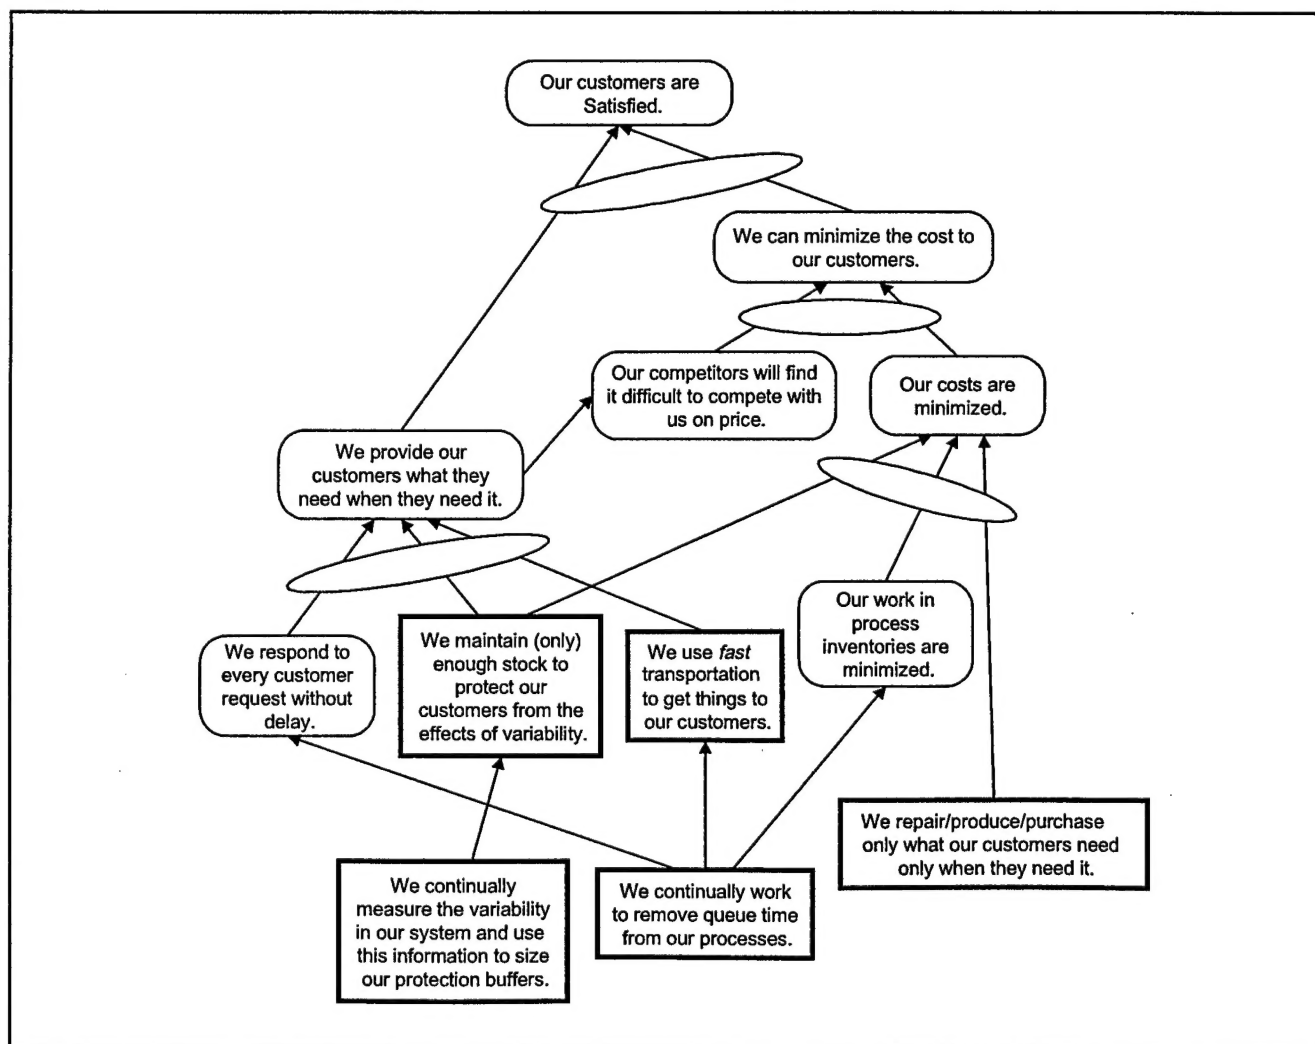 Our customers are
Satisfied.
We can minimize the cost to
our customers.
Our competitors will find
it difficult to compete with
us on price.
Our costs are
minimized.
We provide our
customers what they
need when they need it.
We respond to
every customer
request without
delay.
We maintain (only)
enough stock to
protect our
customers from the
effects of variability.
We use fast
transportation
to get things to
our customers.
Our work in
process
inventories are
minimized.
We repair/produce/purchase
only what our customers need
only when they need it.
We continually
measure the variability
in our system and use
this information to size
our protection buffers.
We continually work
to remove queue time
from our processes.